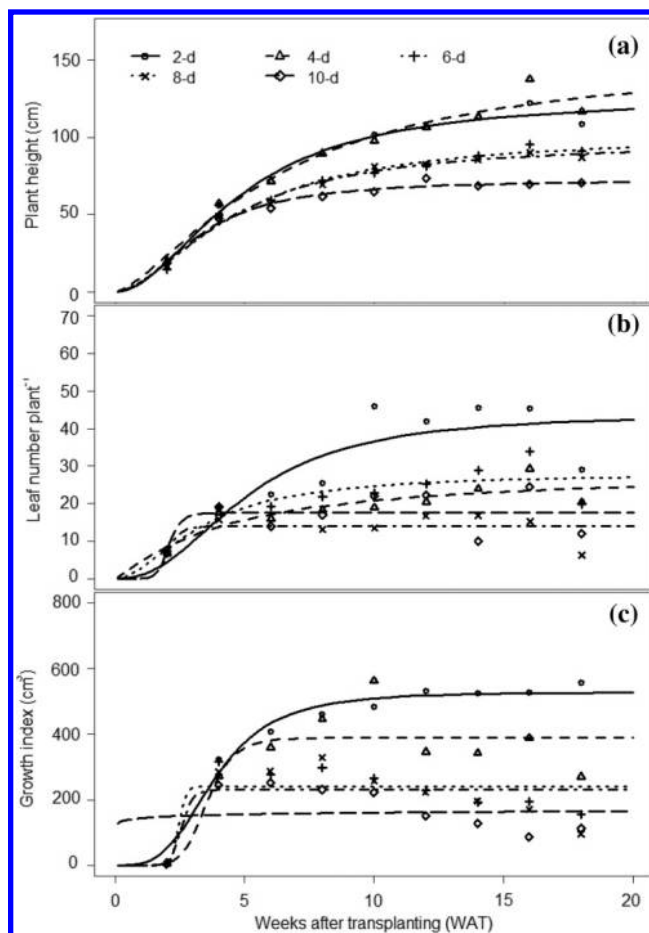 (a)
2-d 4-d 6-d
8-d 10-d
150
100
50
0
Plant height (cm)
(b)
70
60
50
40
30
20
10
0
Leaf number plant⁻¹
(c)
800
600
400
200
0
Growth index (cm³)
0 5 10 15 20
Weeks after transplanting (WAT)